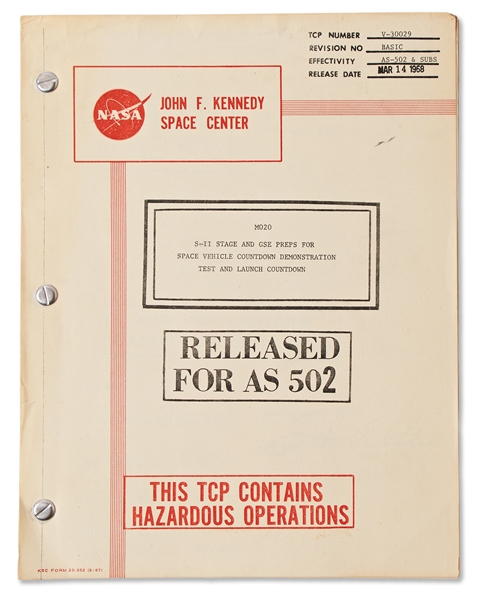 TCP NUMBER V-30029
REVISION NO BASIC
EFFECTIVITY AS-502 & SUBS
RELEASE DATE MAR 14 1968
NASA
JOHN F. KENNEDY
SPACE CENTER
M020
S-II STAGE AND GSE PREPS FOR
SPACE VEHICLE COUNTDOWN DEMONSTRATION
TEST AND LAUNCH COUNTDOWN
RELEASED
FOR AS 502
THIS TCP CONTAINS
HAZARDOUS OPERATIONS
KSC FORM